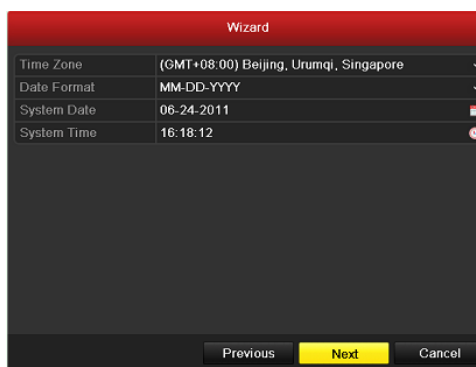 Wizard
Time Zone (GMT+08:00) Beijing, Urumqi, Singapore
Date Format MM-DD-YYYY
System Date 06-24-2011
System Time 16:18:12
Previous Next Cancel